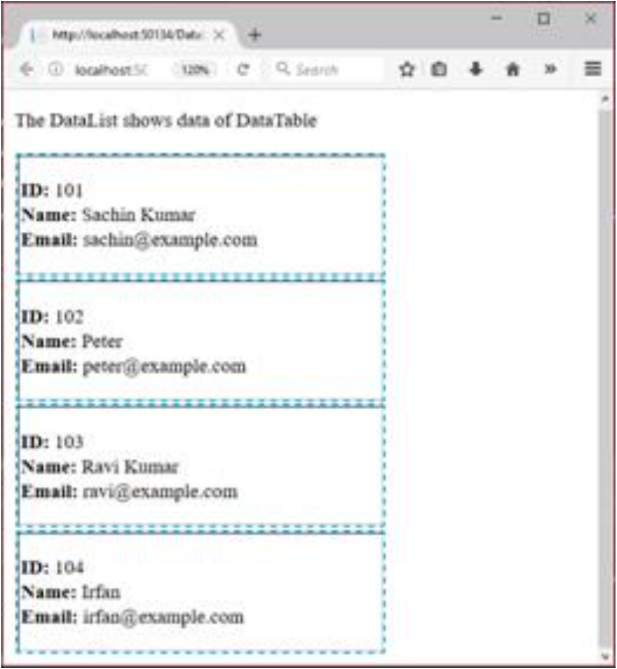 http://localhost:50134/Data
localhost:50 120% Search
The DataList shows data of DataTable
ID: 101
Name: Sachin Kumar
Email: sachin@example.com
ID: 102
Name: Peter
Email: peter@example.com
ID: 103
Name: Ravi Kumar
Email: ravi@example.com
ID: 104
Name: Irfan
Email: irfan@example.com